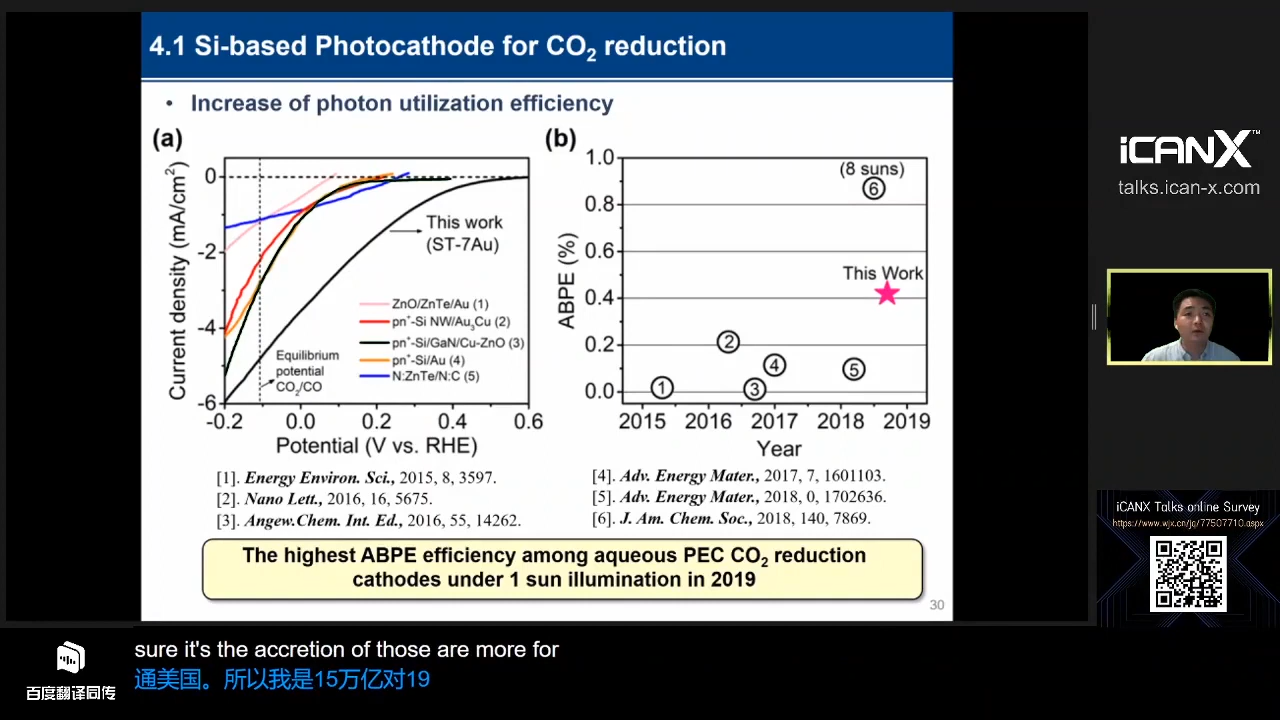 4.1 Si-based Photocathode for CO2 reduction
• Increase of photon utilization efficiency
(a)
Current density (mA/cm²)
0
-2
-4
-6
-0.2 0.0 0.2 0.4 0.6
Potential (V vs. RHE)
This work
(ST-7Au)
ZnO/ZnTe/Au (1)
pn⁺-Si NW/Au3Cu (2)
pn⁺-Si/GaN/Cu-ZnO (3)
pn⁺-Si/Au (4)
N:ZnTe/N:C (5)
Equilibrium
potential
CO2/CO
(b)
ABPE (%)
1.0
0.8
0.6
0.4
0.2
0.0
(8 suns)
6
This Work
2
4
5
1
3
2015 2016 2017 2018 2019
Year
[1]. Energy Environ. Sci., 2015, 8, 3597.
[2]. Nano Lett., 2016, 16, 5675.
[3]. Angew.Chem. Int. Ed., 2016, 55, 14262.
[4]. Adv. Energy Mater., 2017, 7, 1601103.
[5]. Adv. Energy Mater., 2018, 0, 1702636.
[6]. J. Am. Chem. Soc., 2018, 140, 7869.
The highest ABPE efficiency among aqueous PEC CO2 reduction
cathodes under 1 sun illumination in 2019
30
iCANX™
talks.ican-x.com
iCANX Talks online Survey
https://www.wjx.cn/jq/77507710.aspx
百度翻译同传
sure it's the accretion of those are more for
通美国。所以我是15万亿对19